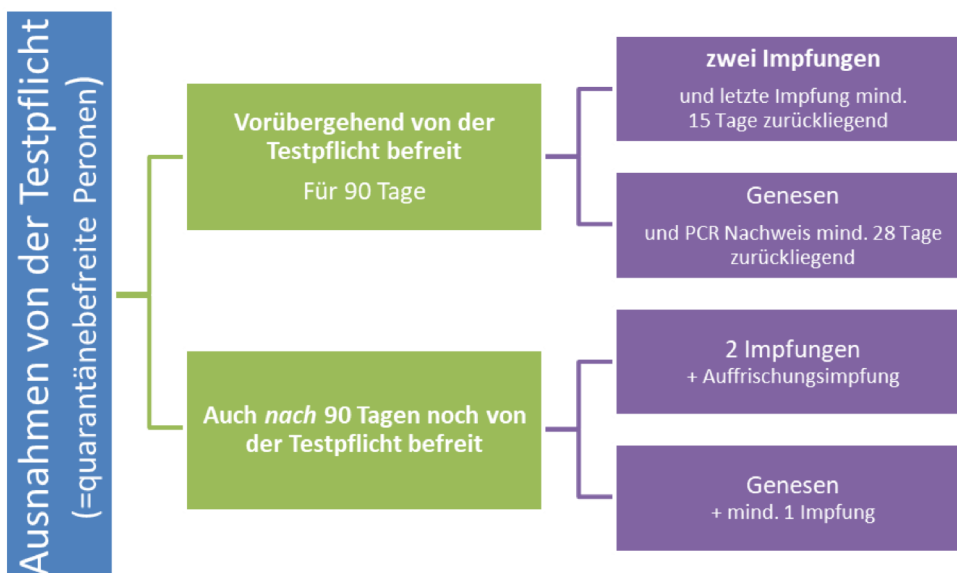 Ausnahmen von der Testpflicht
(=quarantänebefreite Peronen)
Vorübergehend von der
Testpflicht befreit
Für 90 Tage
zwei Impfungen
und letzte Impfung mind.
15 Tage zurückliegend
Genesen
und PCR Nachweis mind. 28 Tage
zurückliegend
Auch nach 90 Tagen noch von
der Testpflicht befreit
2 Impfungen
+ Auffrischungsimpfung
Genesen
+ mind. 1 Impfung